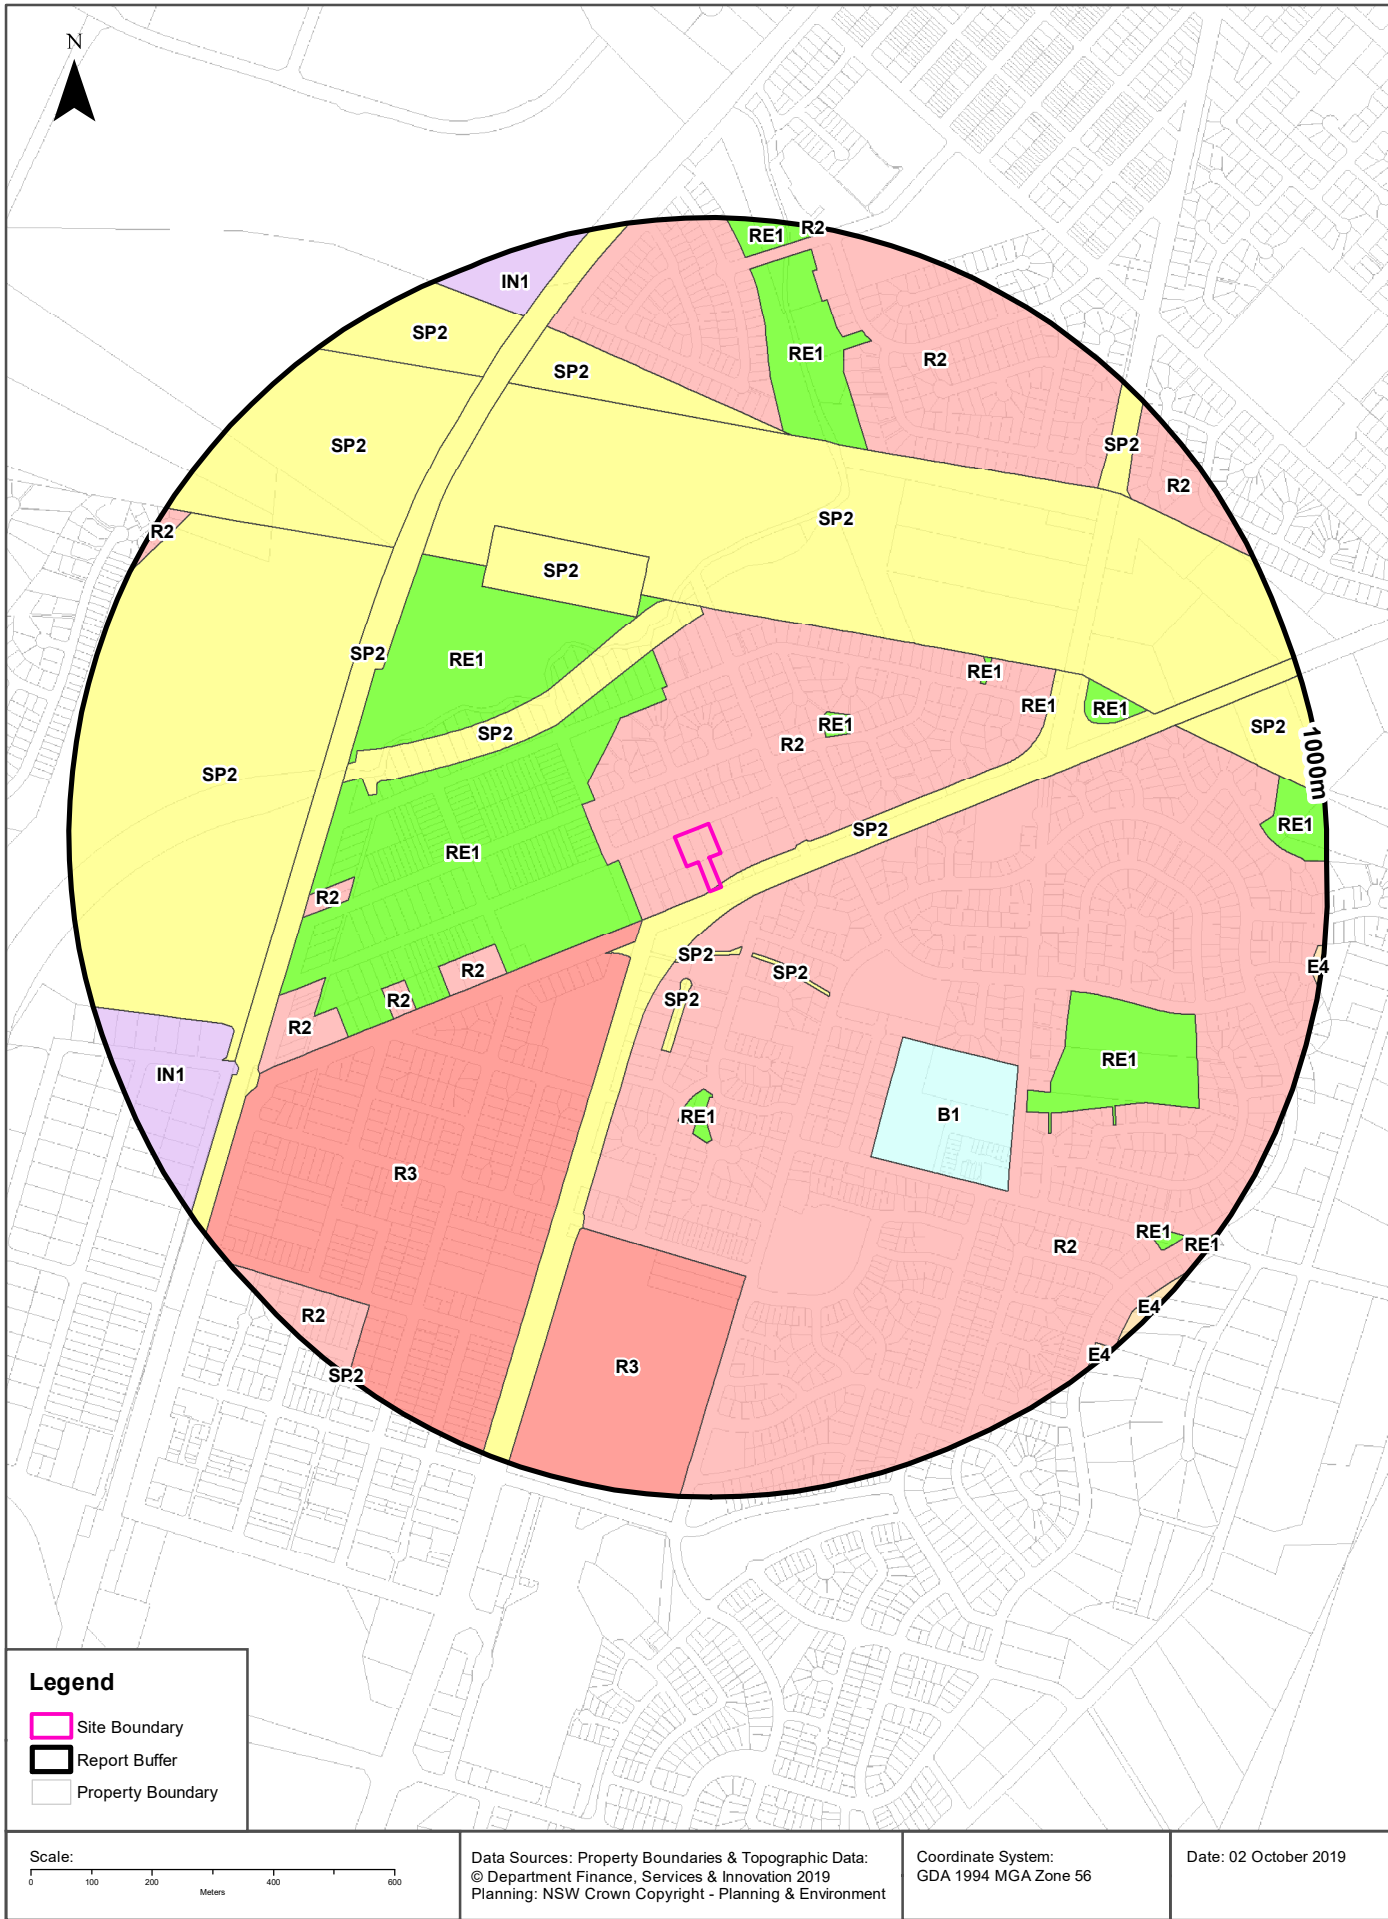 N
RE1
R2
IN1
SP2
SP2
RE1
R2
SP2
SP2
R2
SP2
R2
SP2
SP2
RE1
RE1
RE1
RE1
RE1
R2
SP2
SP2
SP2
1000m
SP2
RE1
RE1
R2
SP2
SP2
E4
R2
R2
SP2
R2
RE1
IN1
RE1
B1
R3
RE1
R2
RE1
E4
R2
E4
R3
SP2
Legend
Site Boundary
Report Buffer
Property Boundary
Scale:
0 100 200 400 600
Meters
Data Sources: Property Boundaries & Topographic Data:
© Department Finance, Services & Innovation 2019
Planning: NSW Crown Copyright - Planning & Environment
Coordinate System:
GDA 1994 MGA Zone 56
Date: 02 October 2019